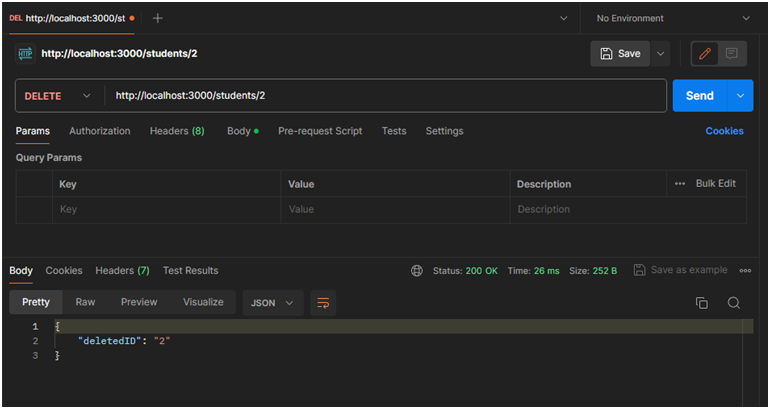 DEL http://localhost:3000/st No Environment
HTTP http://localhost:3000/students/2 Save
DELETE http://localhost:3000/students/2 Send
Params Authorization Headers (8) Body Pre-request Script Tests Settings Cookies
Query Params
Key Value Description ••• Bulk Edit
Key Value Description
Body Cookies Headers (7) Test Results Status: 200 OK Time: 26 ms Size: 252 B Save as example
Pretty Raw Preview Visualize JSON
1 {
2 "deletedID": "2"
3 }